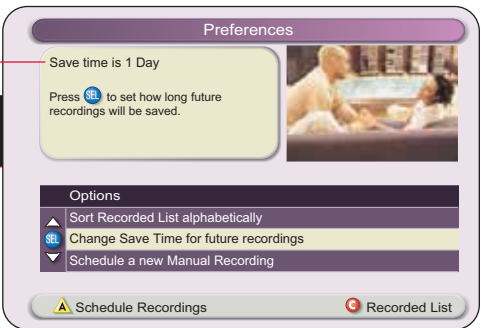 Preferences
Save time is 1 Day
Press SEL to set how long future
recordings will be saved.
Options
Sort Recorded List alphabetically
SEL Change Save Time for future recordings
Schedule a new Manual Recording
A Schedule Recordings
C Recorded List